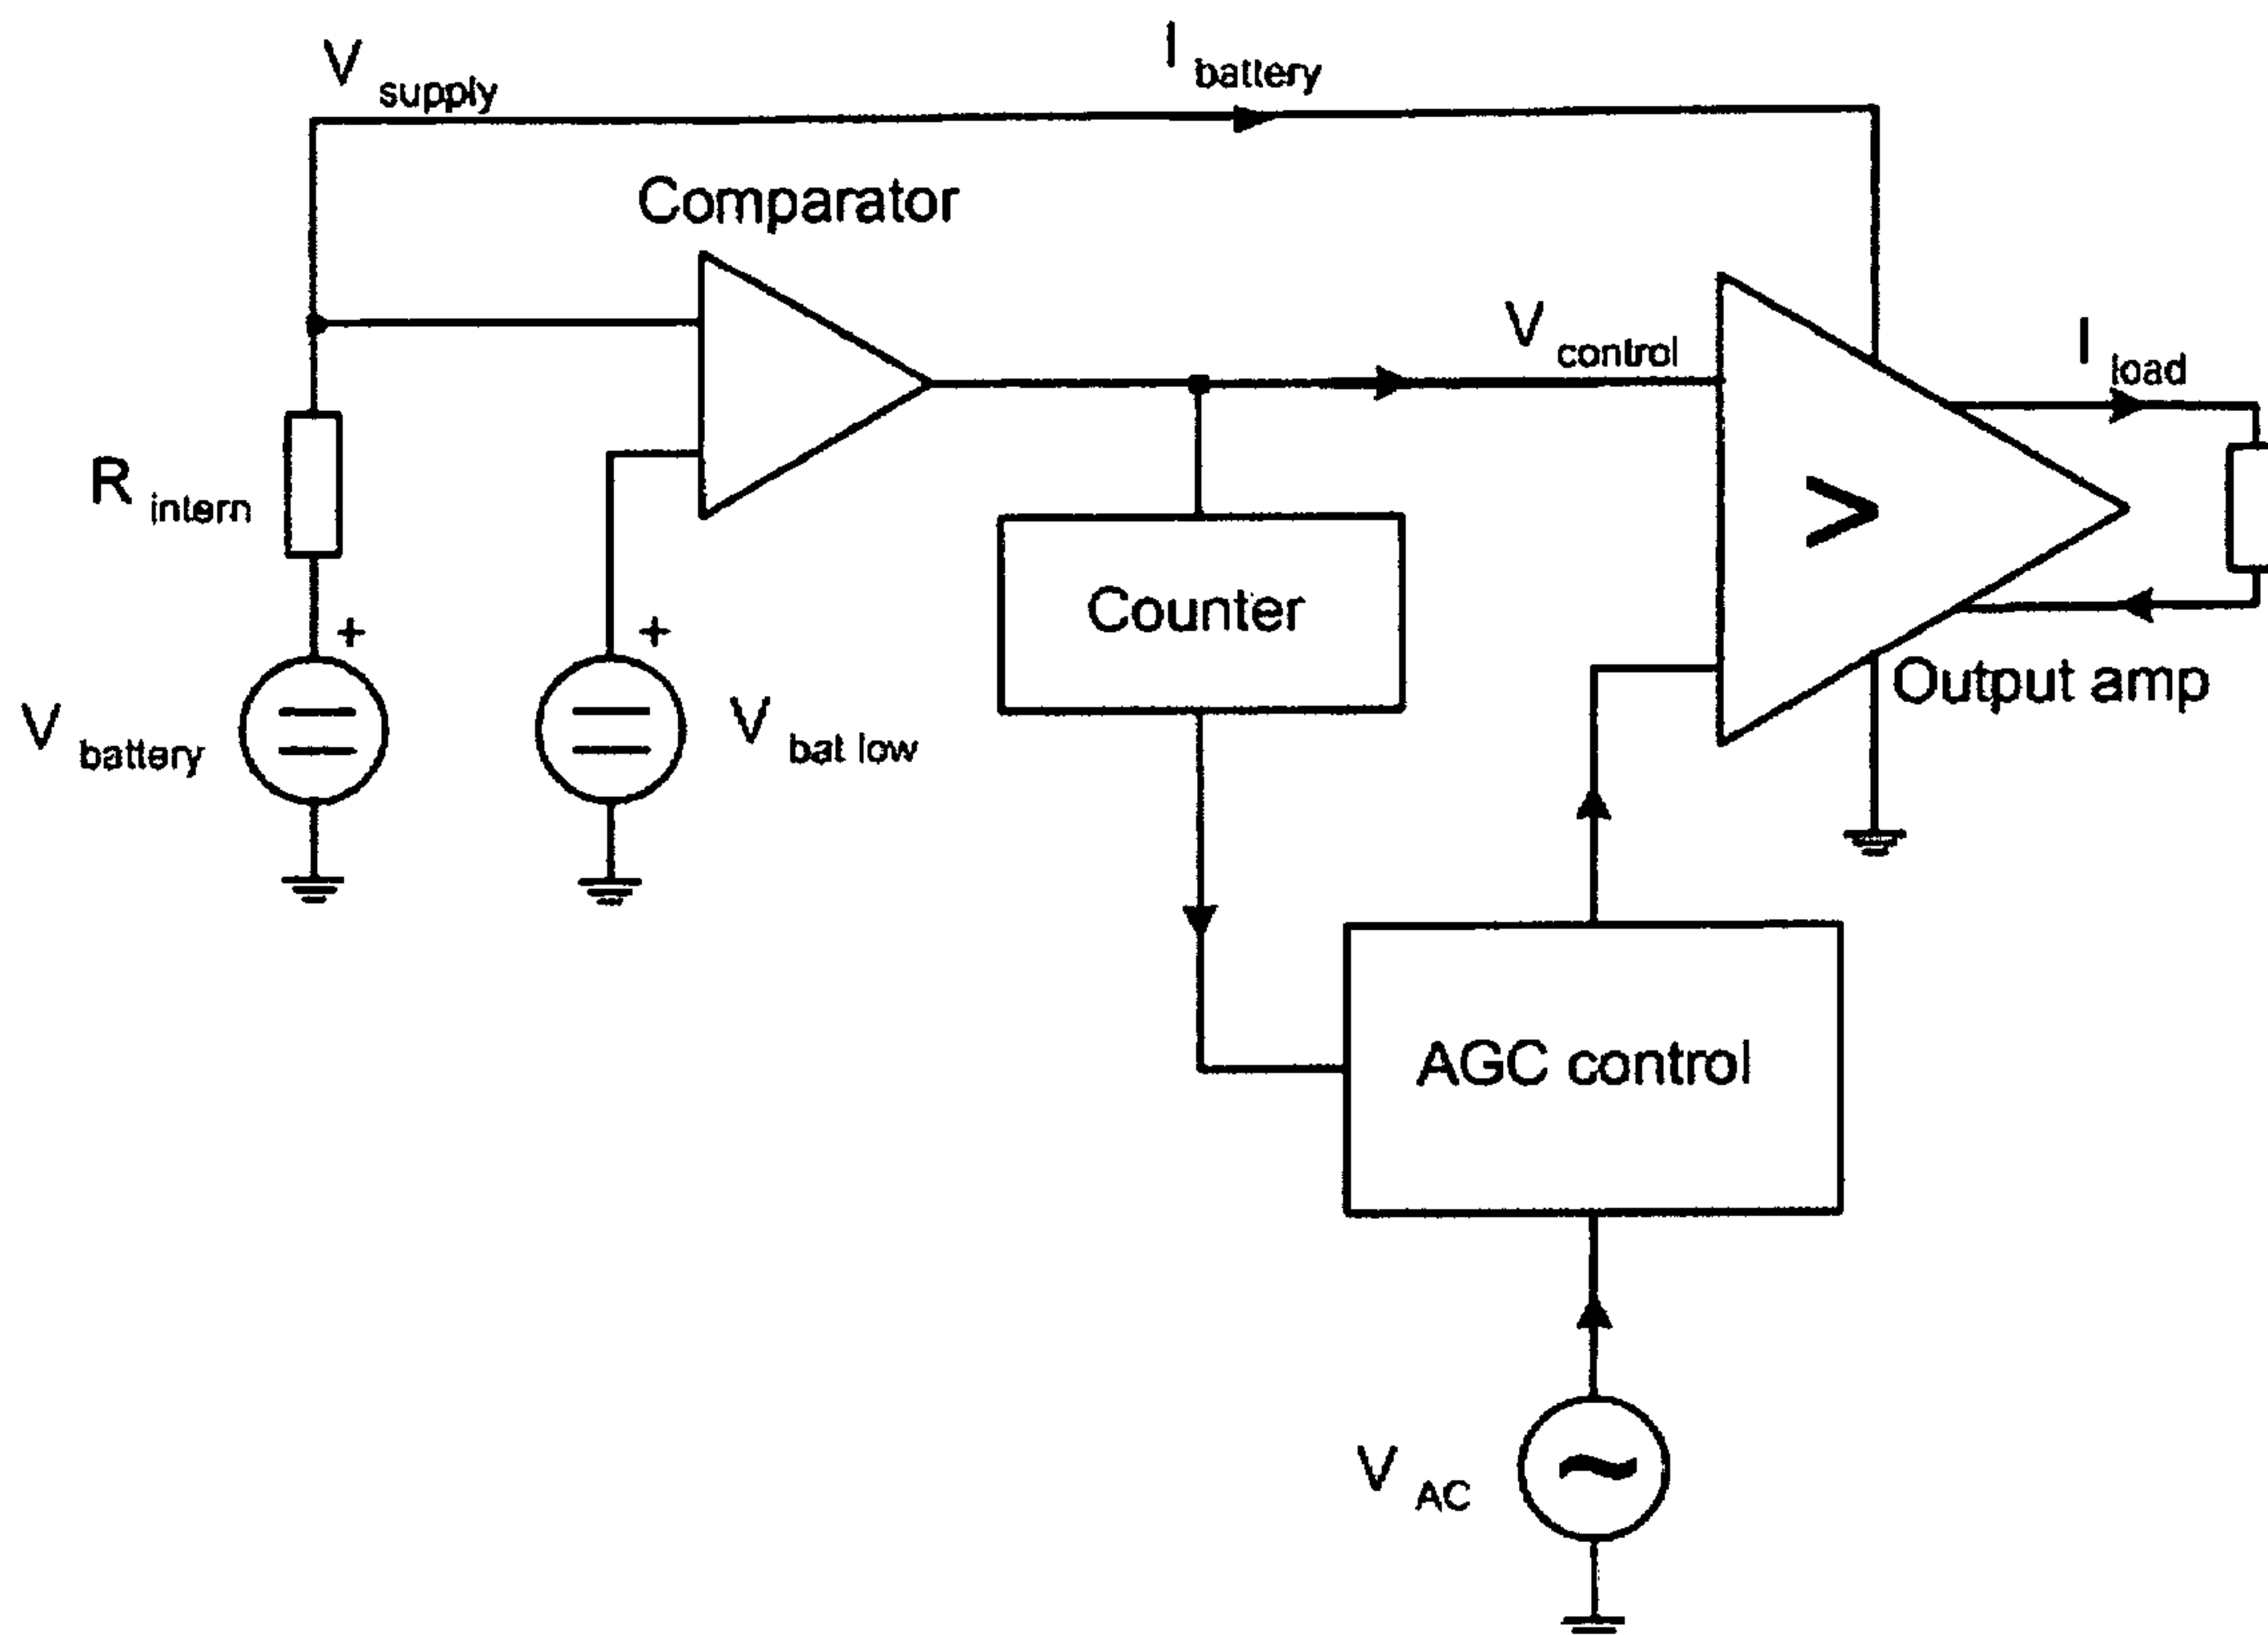 V supply
I battery
Comparator
V control
I load
R intern
>
Counter
+
+
Output amp
V battery
V bat low
AGC control
V AC